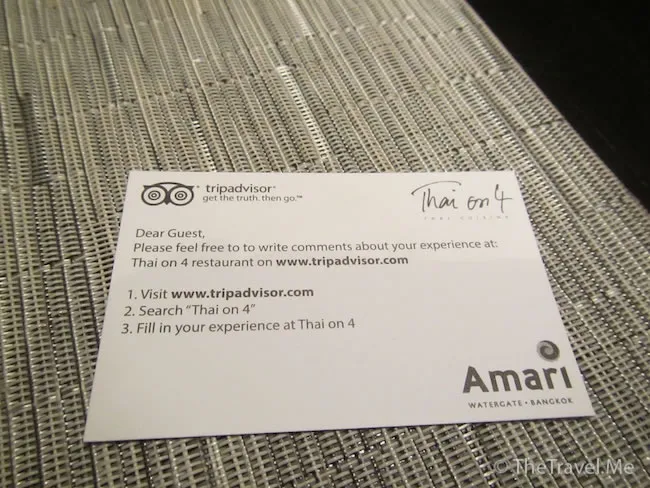 tripadvisor®
get the truth. then go.™
Thai on 4
THAI CUISINE
Dear Guest,
Please feel free to to write comments about your experience at:
Thai on 4 restaurant on www.tripadvisor.com
1. Visit www.tripadvisor.com
2. Search "Thai on 4"
3. Fill in your experience at Thai on 4
Amari
WATERGATE • BANGKOK
© TheTravel.Me